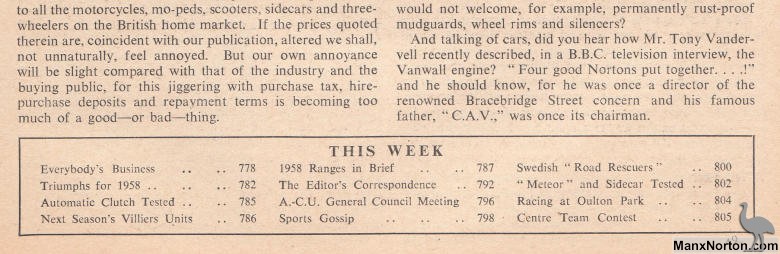 to all the motorcycles, mo-peds, scooters, sidecars and three-
wheelers on the British home market. If the prices quoted
therein are, coincident with our publication, altered we shall,
not unnaturally, feel annoyed. But our own annoyance
will be slight compared with that of the industry and the
buying public, for this jiggering with purchase tax, hire-
purchase deposits and repayment terms is becoming too
much of a good—or bad—thing.
would not welcome, for example, permanently rust-proof
mudguards, wheel rims and silencers?
And talking of cars, did you hear how Mr. Tony Vander-
vell recently described, in a B.B.C. television interview, the
Vanwall engine? “ Four good Nortons put together. . . .!”
and he should know, for he was once a director of the
renowned Bracebridge Street concern and his famous
father, “ C.A.V.,” was once its chairman.
THIS WEEK
Everybody's Business .. .. 778
Triumphs for 1958 .. .. .. 782
Automatic Clutch Tested .. .. 785
Next Season's Villiers Units .. 786
1958 Ranges in Brief .. .. 787
The Editor's Correspondence .. 792
A.-C.U. General Council Meeting 796
Sports Gossip .. .. .. 798
Swedish “ Road Rescuers ” .. 800
“ Meteor ” and Sidecar Tested .. 802
Racing at Oulton Park .. .. 804
Centre Team Contest .. .. 805
ManxNorton.com